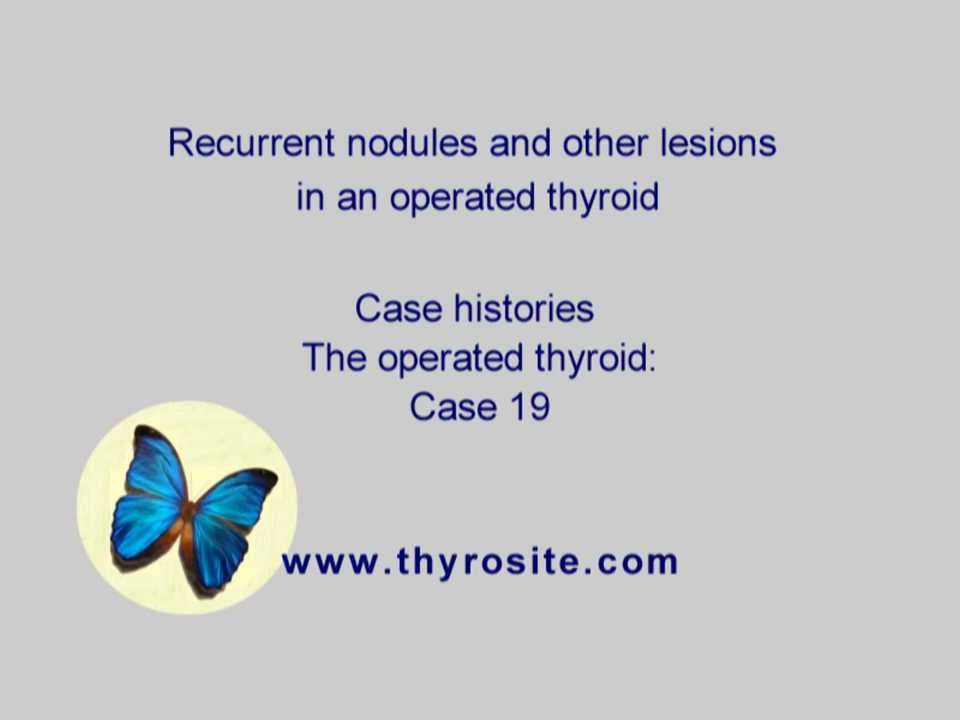 Recurrent nodules and other lesions
in an operated thyroid
Case histories
The operated thyroid:
Case 19
www.thyrosite.com